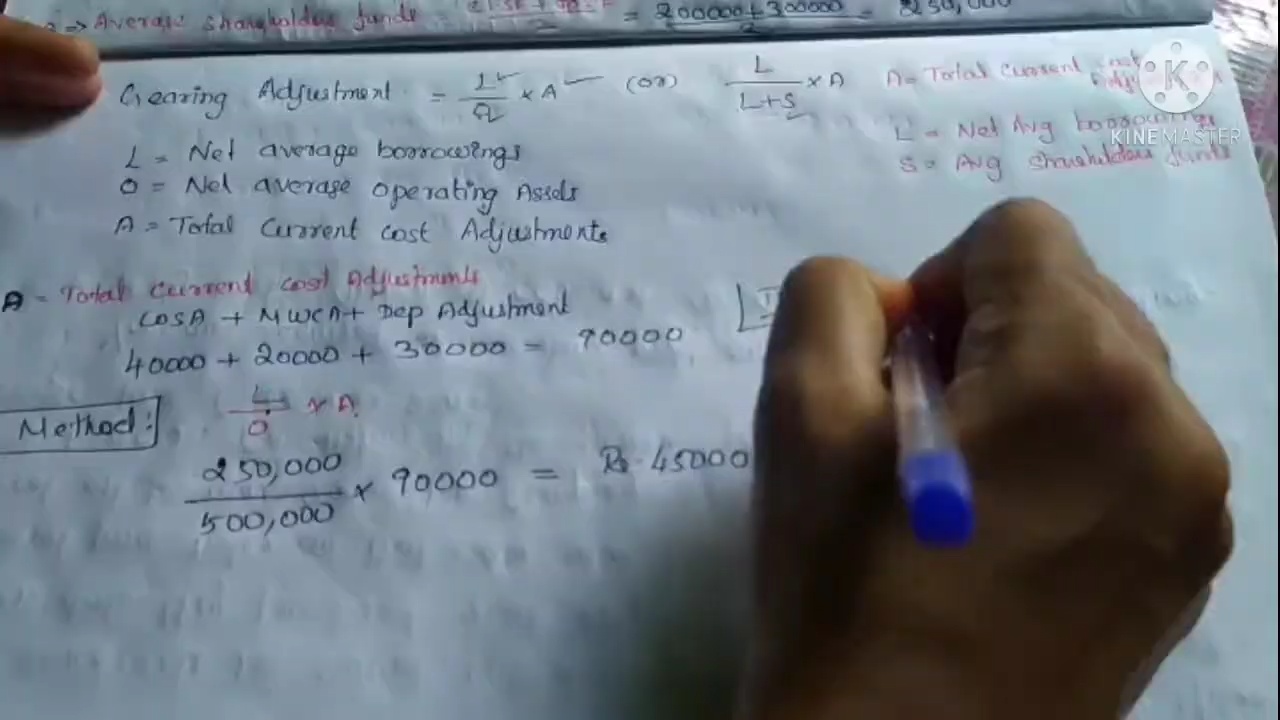 ⇒ Average shareholders funds = 200000+300000 / 2 = 250,000
Gearing Adjustment = L/O × A (or) L/L+S × A
A = Total Current
L = Net Avg borrowings
S = Avg shareholders funds
KINEMASTER
L = Net average borrowings
O = Net average operating Assets
A = Total Current cost Adjustments
A = Total Current cost Adjustments
COSA + MWCA + Dep Adjustment
40000 + 20000 + 30000 = 90000
Method:
L/O × A
250,000/500,000 × 90000 = Rs. 45000